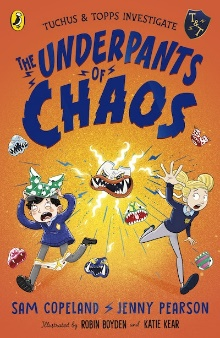 TUCHUS & TOPPS INVESTIGATE
THE UNDERPANTS
OF
CHAOS
SAM COPELAND JENNY PEARSON
Illustrated by ROBIN BOYDEN and KATIE KEAR